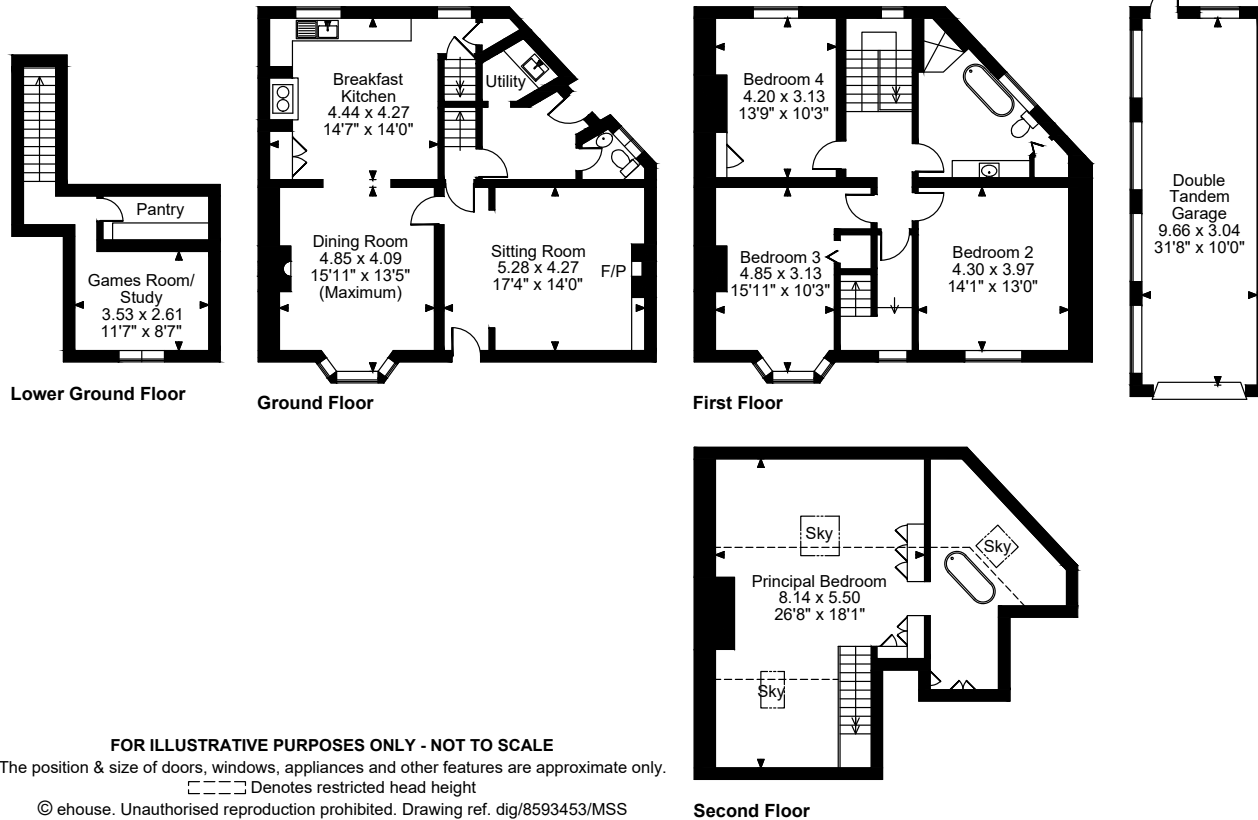 Pantry
Games Room/
Study
3.53 x 2.61
11'7" x 8'7"
Lower Ground Floor
Breakfast
Kitchen
4.44 x 4.27
14'7" x 14'0"
Utility
Dining Room
4.85 x 4.09
15'11" x 13'5"
(Maximum)
Sitting Room
5.28 x 4.27
17'4" x 14'0"
F/P
Ground Floor
Bedroom 4
4.20 x 3.13
13'9" x 10'3"
Bedroom 3
4.85 x 3.13
15'11" x 10'3"
Bedroom 2
4.30 x 3.97
14'1" x 13'0"
First Floor
Double
Tandem
Garage
9.66 x 3.04
31'8" x 10'0"
Sky
Sky
Principal Bedroom
8.14 x 5.50
26'8" x 18'1"
Sky
Second Floor
FOR ILLUSTRATIVE PURPOSES ONLY - NOT TO SCALE
The position & size of doors, windows, appliances and other features are approximate only.
Denotes restricted head height
© ehouse. Unauthorised reproduction prohibited. Drawing ref. dig/8593453/MSS